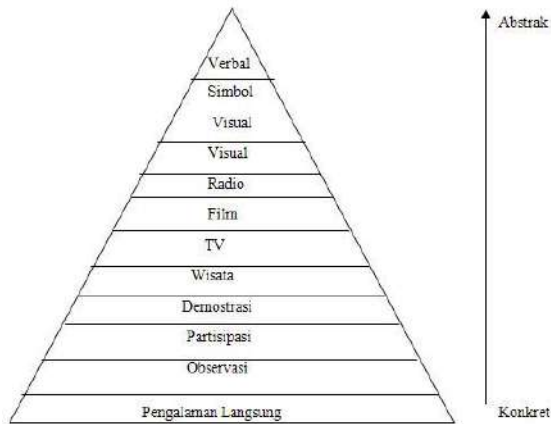 Abstrak
Verbal
Simbol
Visual
Visual
Radio
Film
TV
Wisata
Demostrasi
Partisipasi
Observasi
Pengalaman Langsung
Konkret